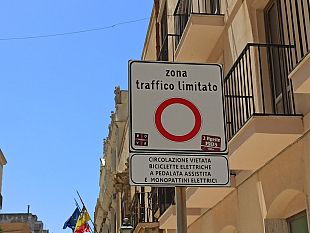 zona
traffico limitato
CIRCOLAZIONE VIETATA
BICICLETTE ELETTRICHE
A PEDALATA ASSISTITA
E MONOPATTINI ELETTRICI